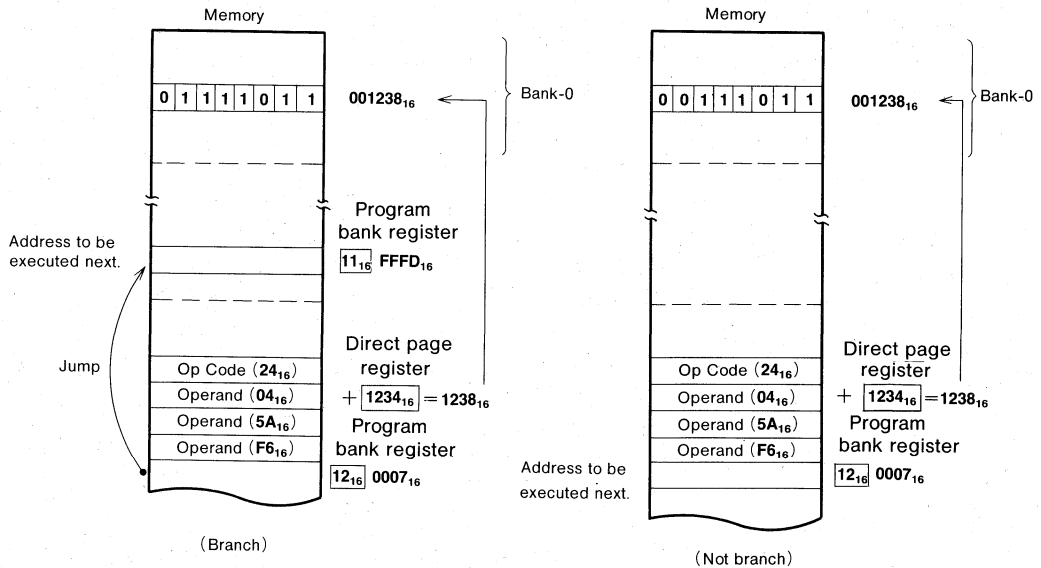 Memory
0 1 1 1 1 0 1 1
001238₁₆
Bank-0
Program
bank register
11₁₆ FFFD₁₆
Address to be
executed next.
Jump
Direct page
register
Op Code (24₁₆)
Operand (04₁₆)
+ 1234₁₆ = 1238₁₆
Operand (5A₁₆)
Program
Operand (F6₁₆)
bank register
12₁₆ 0007₁₆
(Branch)
Memory
0 0 1 1 1 0 1 1
001238₁₆
Bank-0
Direct page
register
Op Code (24₁₆)
Operand (04₁₆)
+ 1234₁₆ = 1238₁₆
Operand (5A₁₆)
Program
Operand (F6₁₆)
bank register
Address to be
executed next.
12₁₆ 0007₁₆
(Not branch)